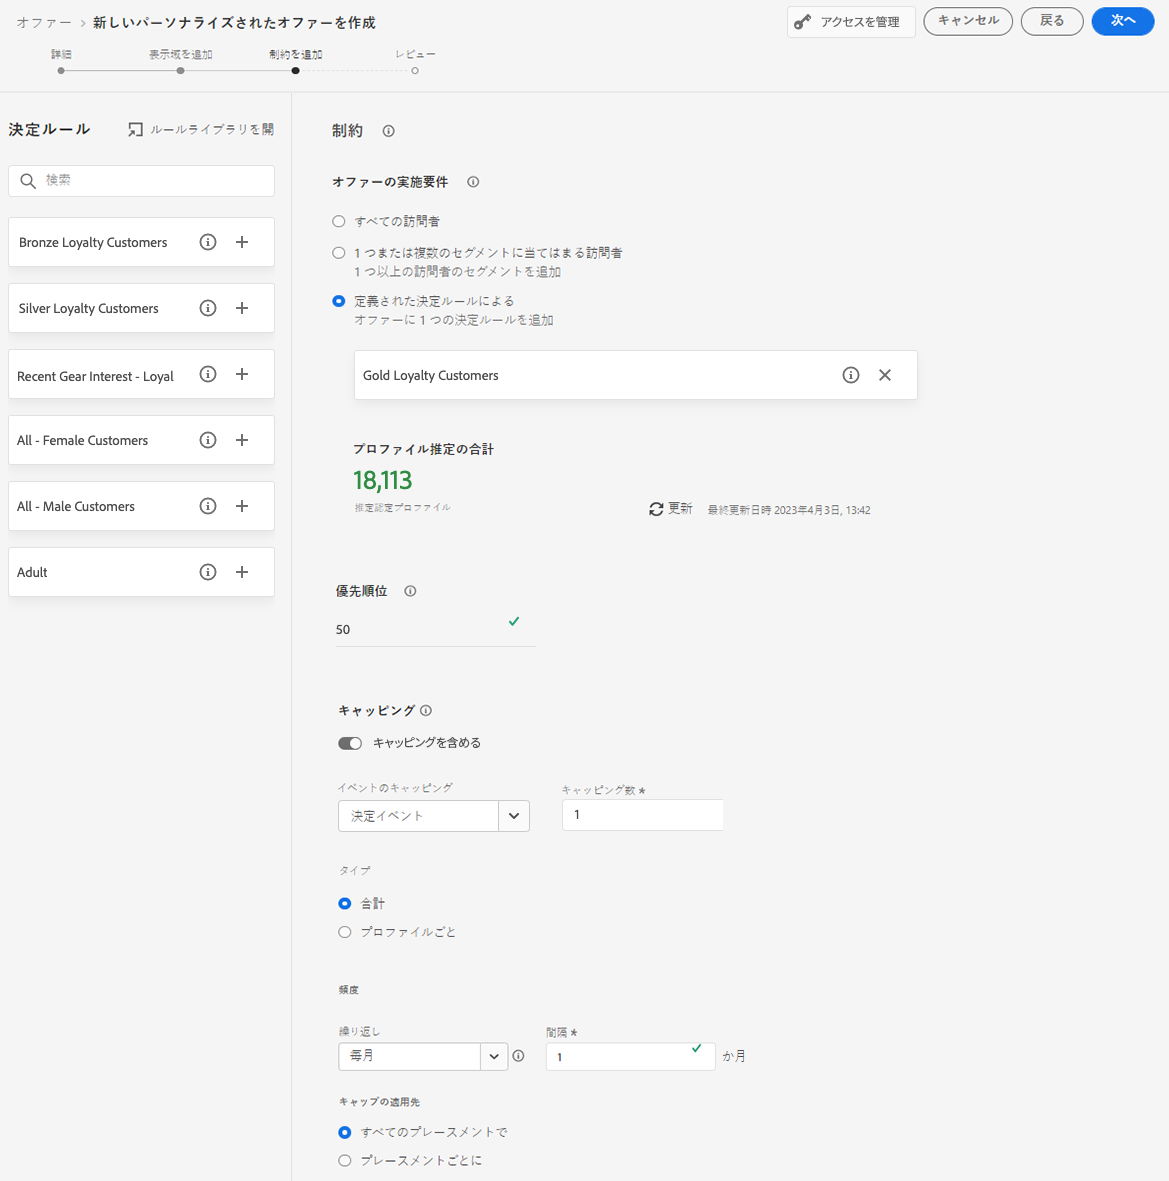 オファー > 新しいパーソナライズされたオファーを作成
アクセスを管理
キャンセル
戻る
次へ
詳細
表示域を追加
制約を追加
レビュー
決定ルール
ルールライブラリを開
検索
Bronze Loyalty Customers
Silver Loyalty Customers
Recent Gear Interest - Loyal
All - Female Customers
All - Male Customers
Adult
制約
オファーの実施要件
すべての訪問者
1 つまたは複数のセグメントに当てはまる訪問者
1 つ以上の訪問者のセグメントを追加
定義された決定ルールによる
オファーに 1 つの決定ルールを追加
Gold Loyalty Customers
プロファイル推定の合計
18,113
推定認定プロファイル
更新
最終更新日時 2023年4月3日, 13:42
優先順位
50
キャッピング
キャッピングを含める
イベントのキャッピング
キャッピング数 *
決定イベント
1
タイプ
合計
プロファイルごと
頻度
繰り返し
間隔 *
毎月
1
か月
キャップの適用先
すべてのプレースメントで
プレースメントごとに